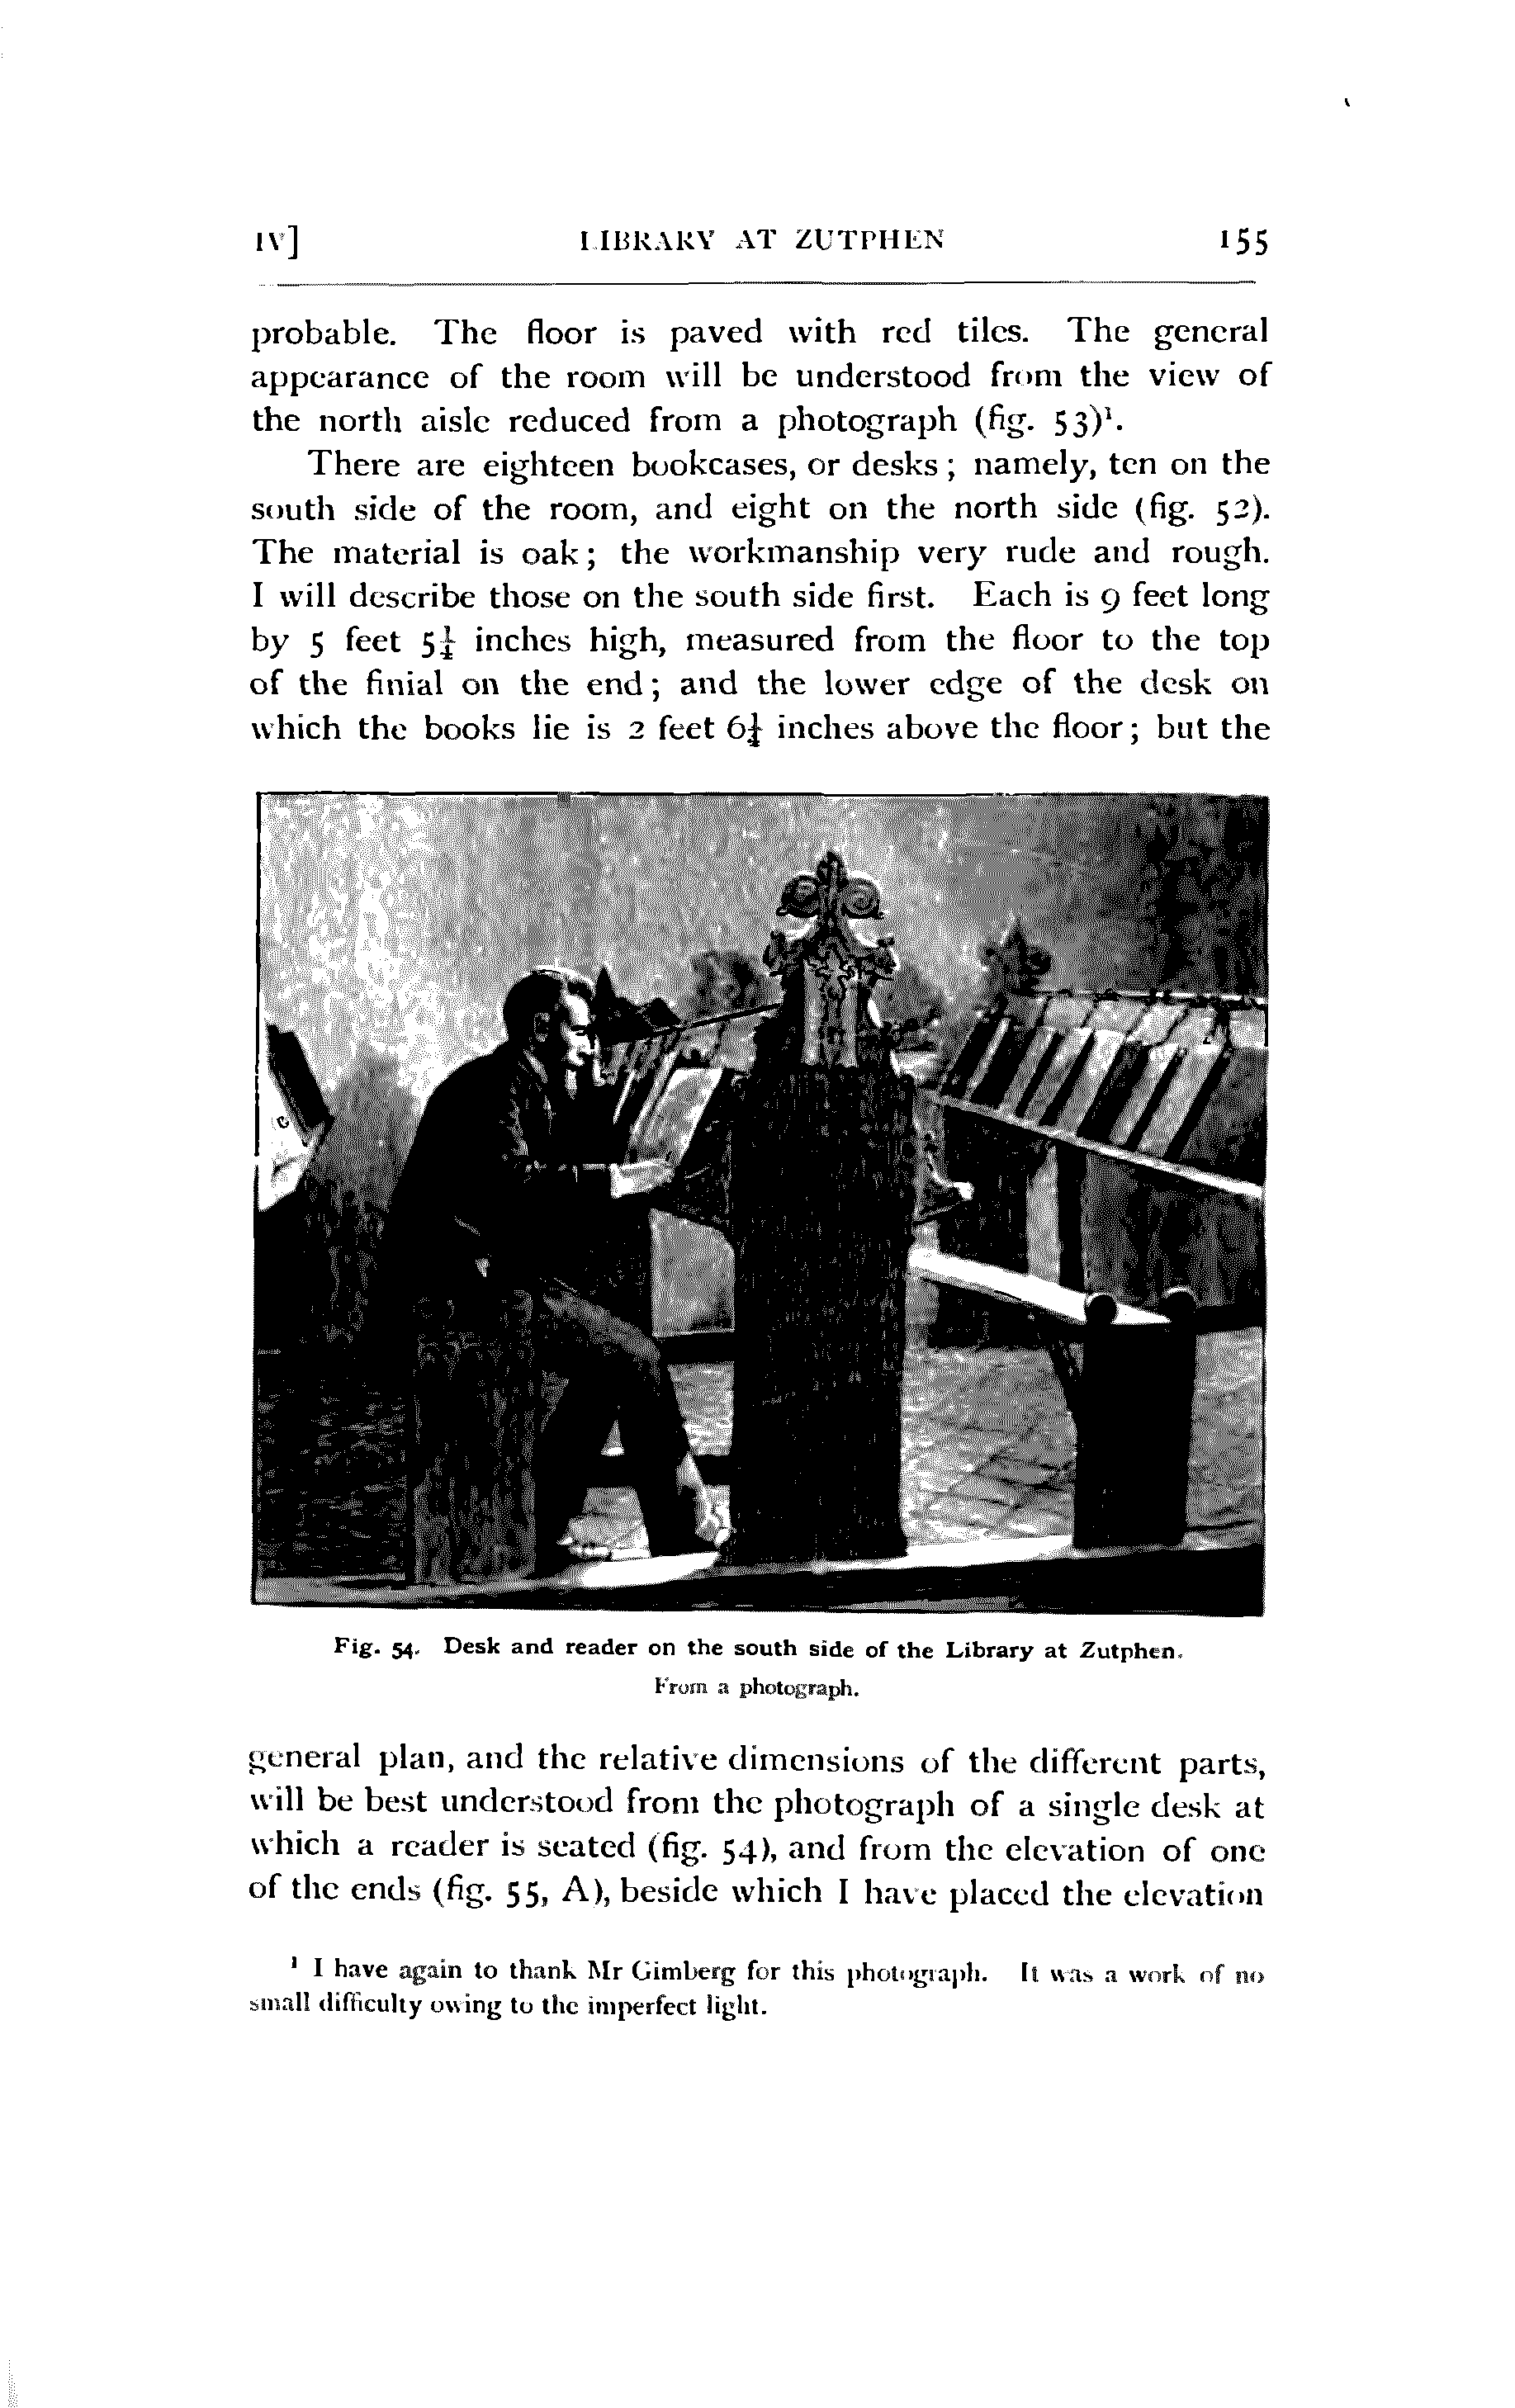 IV] LIBRARY AT ZUTPHEN 155
probable. The floor is paved with red tiles. The general
appearance of the room will be understood from the view of
the north aisle reduced from a photograph (fig. 53)¹.
There are eighteen bookcases, or desks; namely, ten on the
south side of the room, and eight on the north side (fig. 52).
The material is oak; the workmanship very rude and rough.
I will describe those on the south side first. Each is 9 feet long
by 5 feet 5¼ inches high, measured from the floor to the top
of the finial on the end; and the lower edge of the desk on
which the books lie is 2 feet 6¼ inches above the floor; but the
Fig. 54. Desk and reader on the south side of the Library at Zutphen.
From a photograph.
general plan, and the relative dimensions of the different parts,
will be best understood from the photograph of a single desk at
which a reader is seated (fig. 54), and from the elevation of one
of the ends (fig. 55, A), beside which I have placed the elevation
¹ I have again to thank Mr Gimberg for this photograph. It was a work of no
small difficulty owing to the imperfect light.